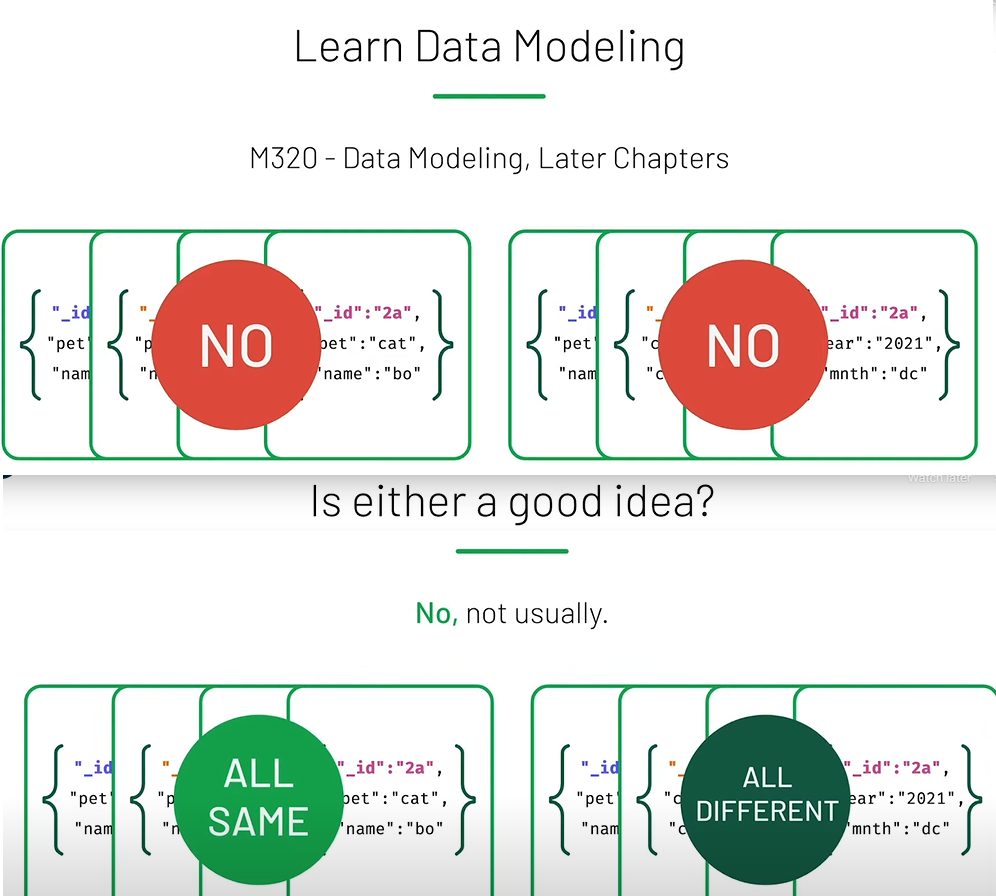 Learn Data Modeling
M320 - Data Modeling, Later Chapters
"_id "_ "_id":"2a", "_id "_ "_id":"2a",
NO NO
"pet' "p pet":"cat", "pet' "c ear":"2021",
"nam "n 'name":"bo" "nam "c 'mnth":"dc"
Watch later
Is either a good idea?
No, not usually.
"_id "_ "_id":"2a", "_id "_ "_id":"2a",
ALL
SAME
ALL
DIFFERENT
"pet' "p pet":"cat", "pet' "c ear":"2021",
"nam "n 'name":"bo" "nam "c 'mnth":"dc"